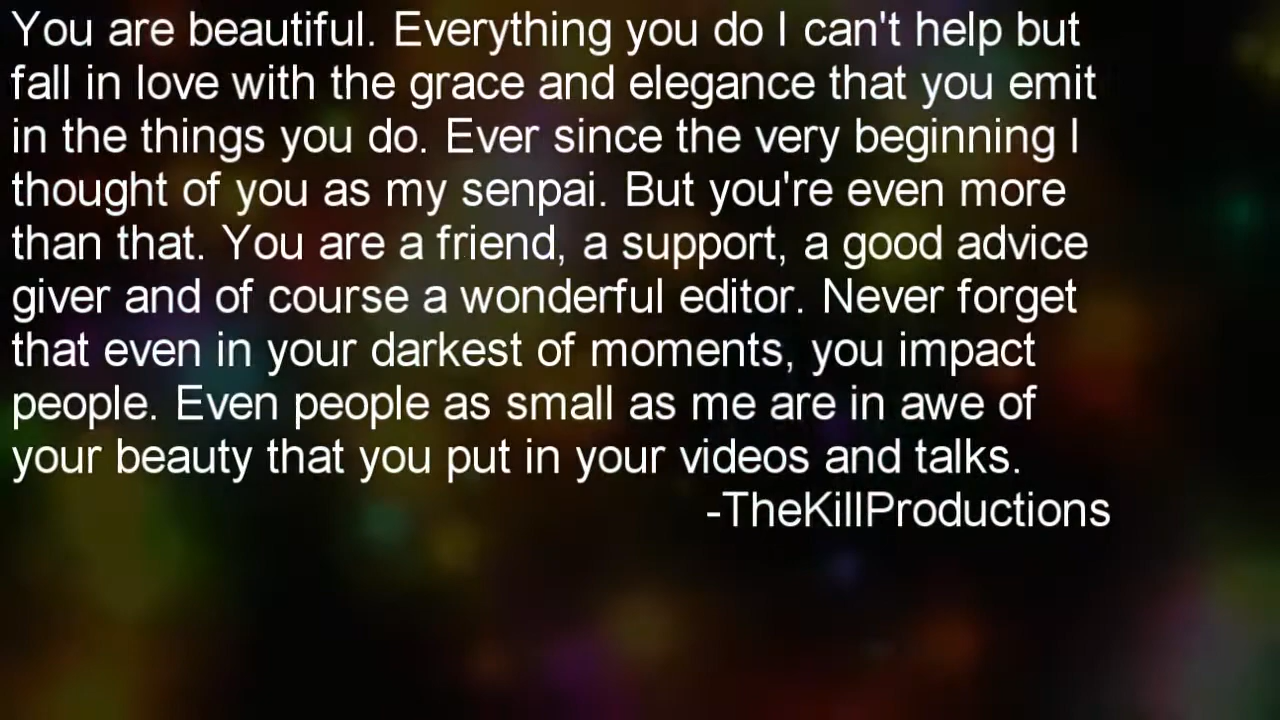 You are beautiful. Everything you do I can't help but
fall in love with the grace and elegance that you emit
in the things you do. Ever since the very beginning I
thought of you as my senpai. But you're even more
than that. You are a friend, a support, a good advice
giver and of course a wonderful editor. Never forget
that even in your darkest of moments, you impact
people. Even people as small as me are in awe of
your beauty that you put in your videos and talks.
-TheKillProductions